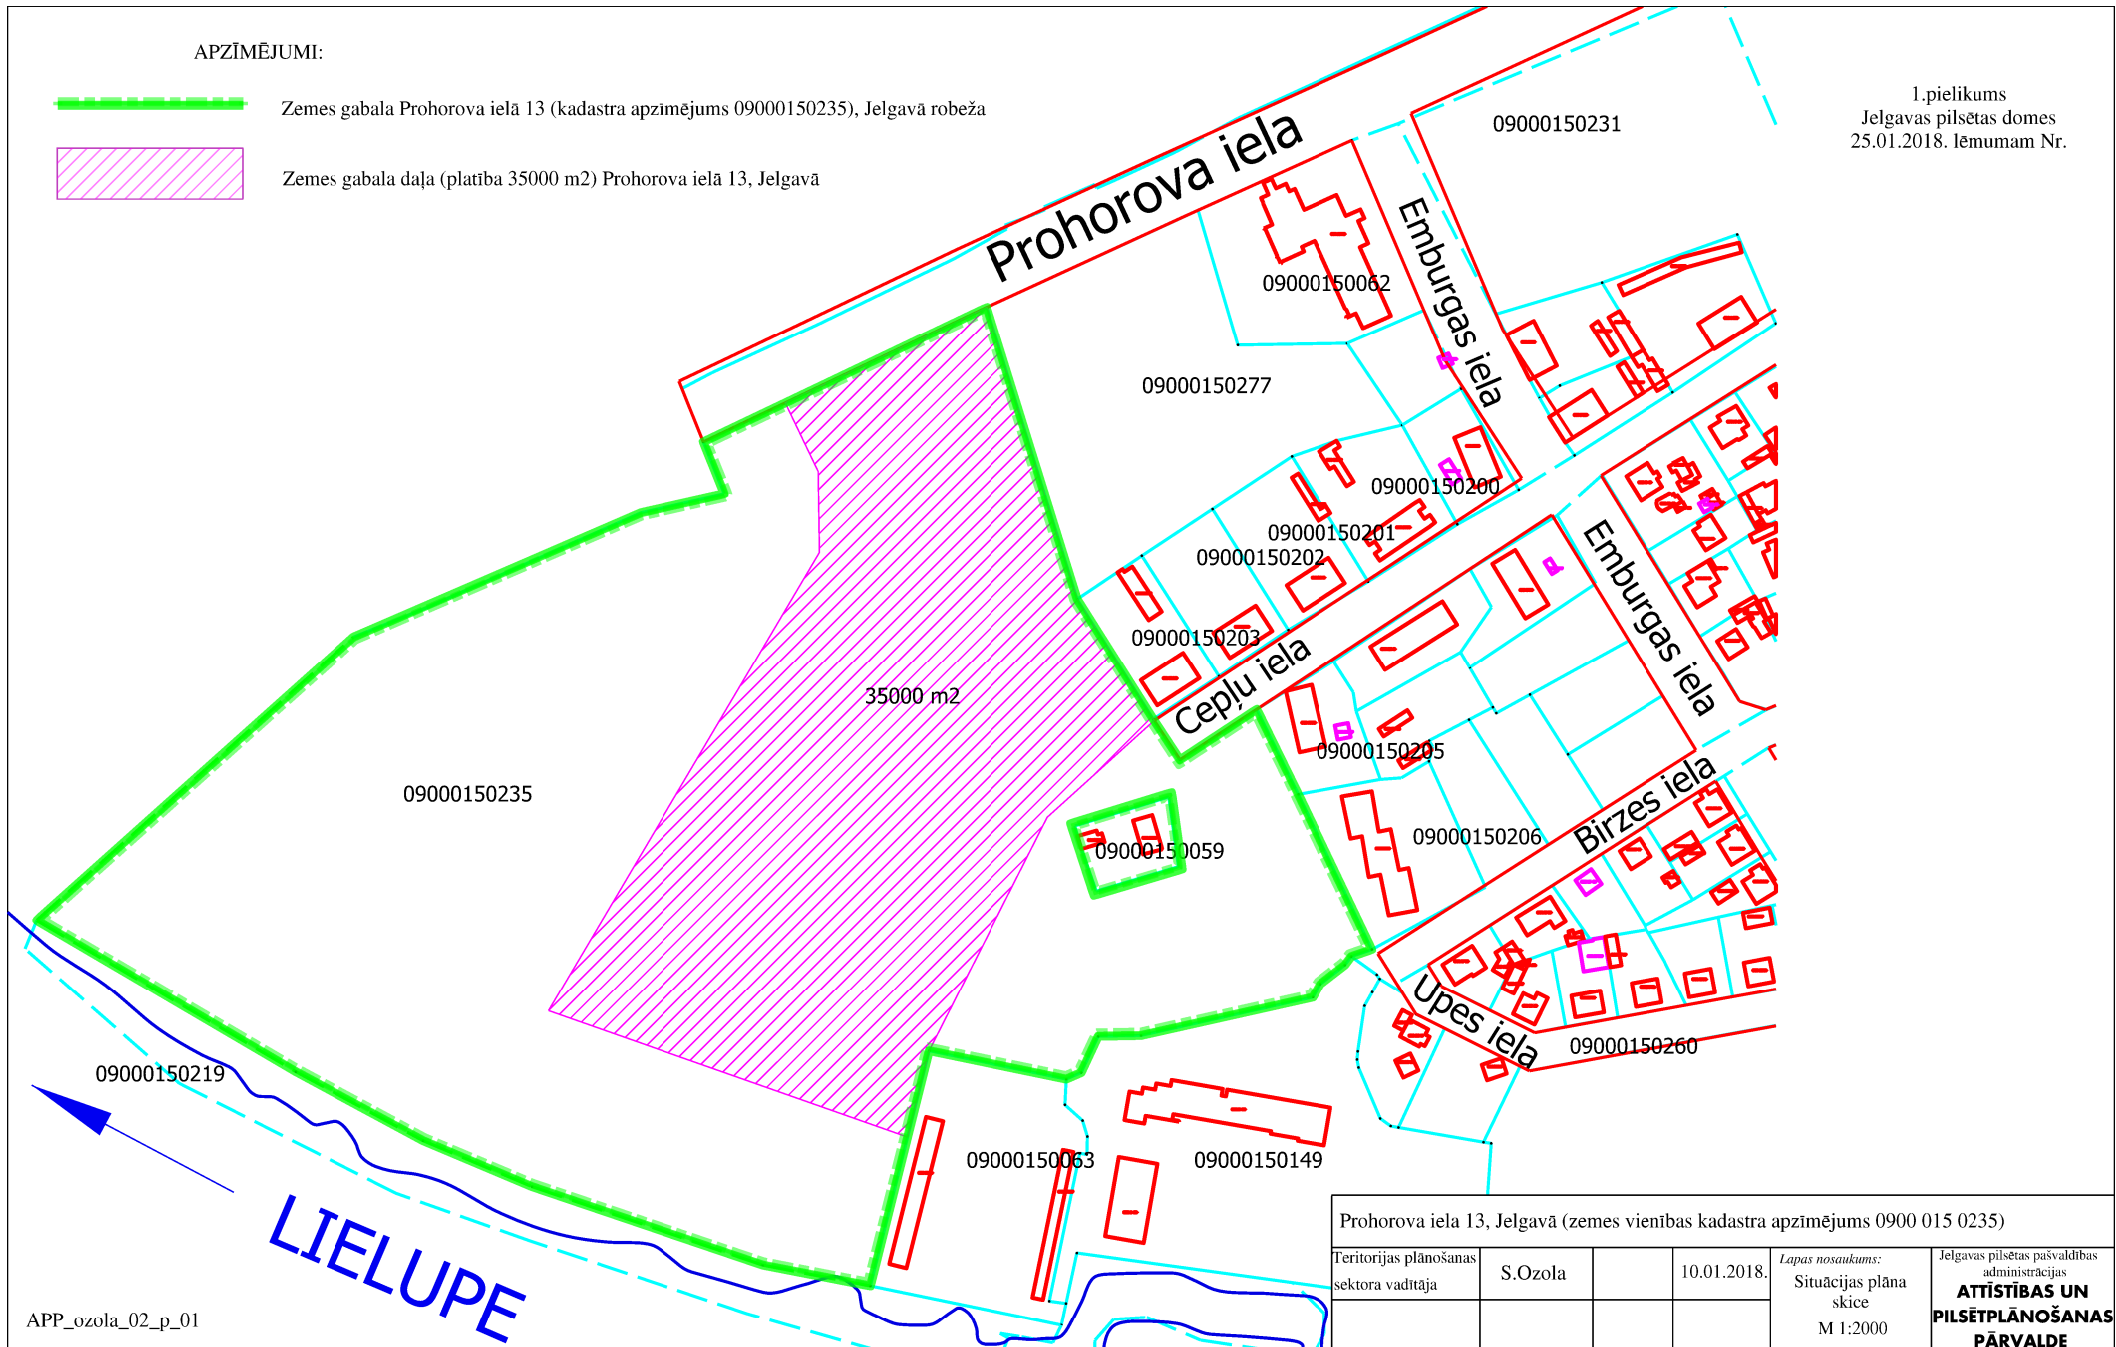 APZĪMĒJUMI:
Zemes gabala Prohorova ielā 13 (kadastra apzīmējums 09000150235), Jelgavā robeža
Zemes gabala daļa (platība 35000 m2) Prohorova ielā 13, Jelgavā
1.pielikums
Jelgavas pilsētas domes
25.01.2018. lēmumam Nr.
Prohorova iela
09000150231
Emburgas iela
09000150062
09000150277
09000150200
09000150201
09000150202
09000150203
Cepļu iela
Emburgas iela
35000 m2
09000150205
09000150235
09000150059
09000150206
Birzes iela
Upes iela
09000150260
09000150219
09000150063
09000150149
LIELUPE
APP_ozola_02_p_01
Prohorova iela 13, Jelgavā (zemes vienības kadastra apzīmējums 0900 015 0235)
Teritorijas plānošanas
sektora vadītāja
S.Ozola
10.01.2018.
Lapas nosaukums:
Situācijas plāna
skice
M 1:2000
Jelgavas pilsētas pašvaldības
administrācijas
ATTĪSTĪBAS UN
PILSĒTPLĀNOŠANAS
PĀRVALDE